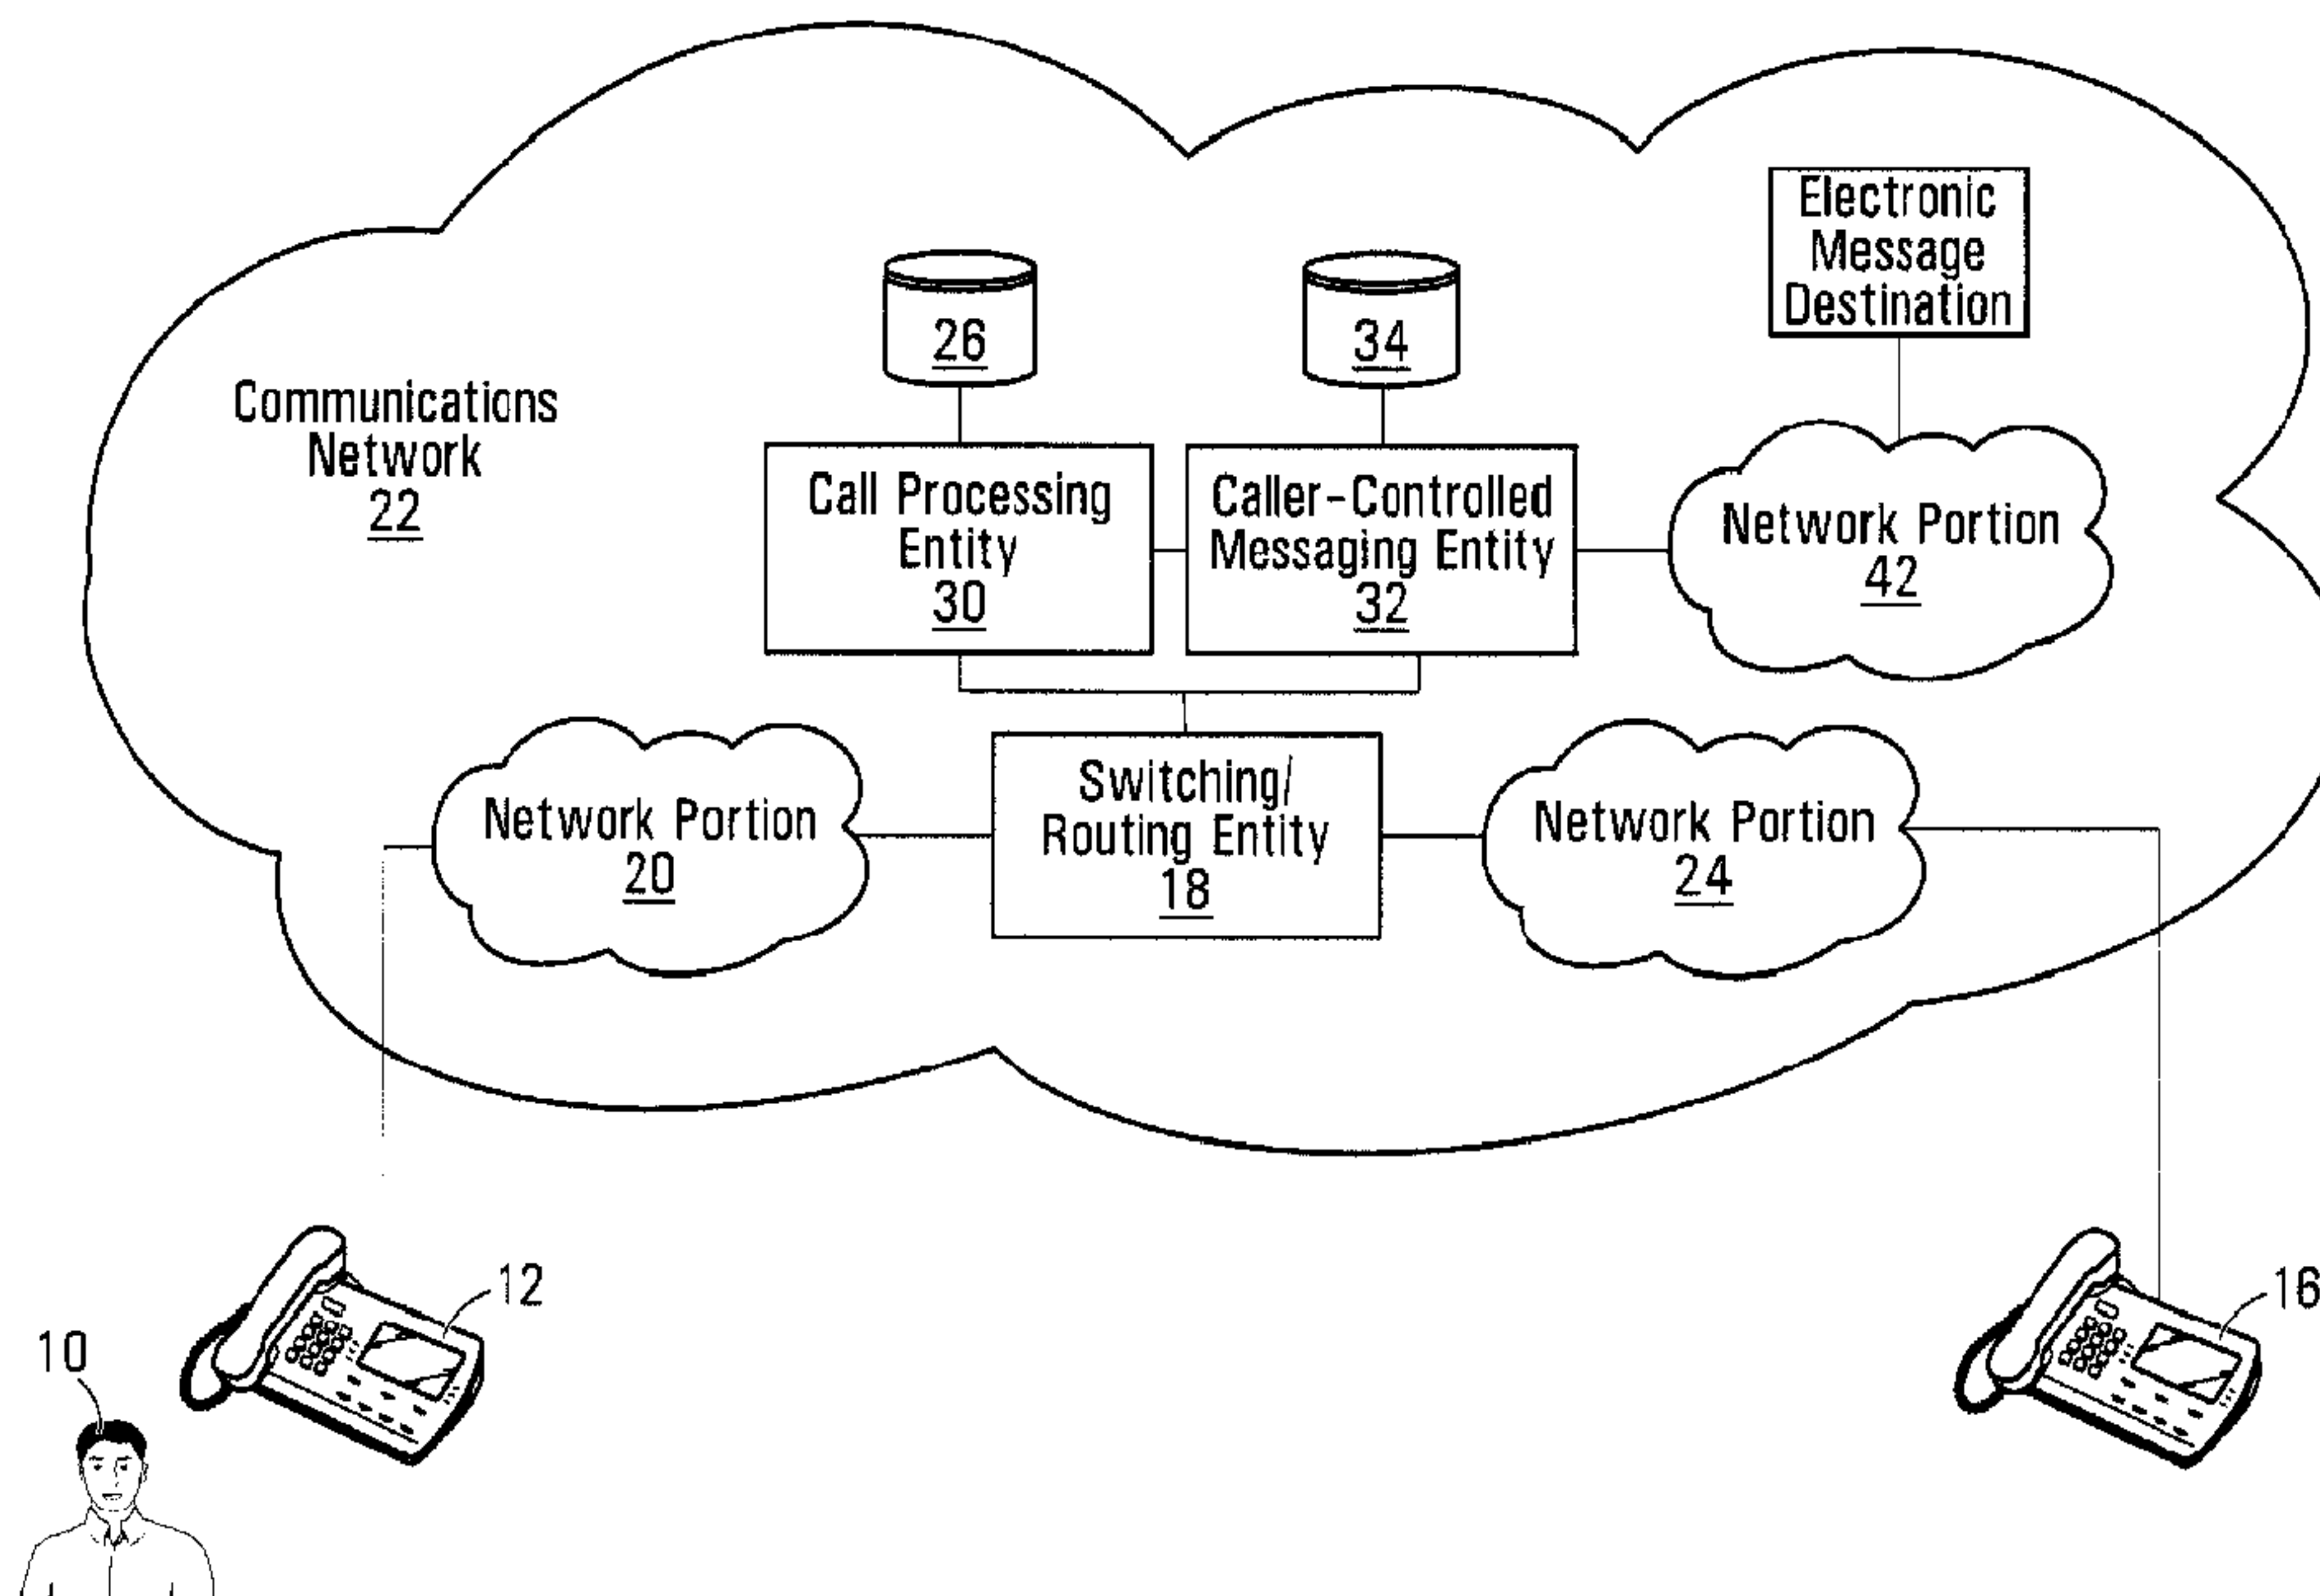 Electronic
Message
Destination
26
34
Communications
Network
22
Call Processing
Entity
30
Caller-Controlled
Messaging Entity
32
Network Portion
42
Network Portion
20
Switching/
Routing Entity
18
Network Portion
24
12
16
10